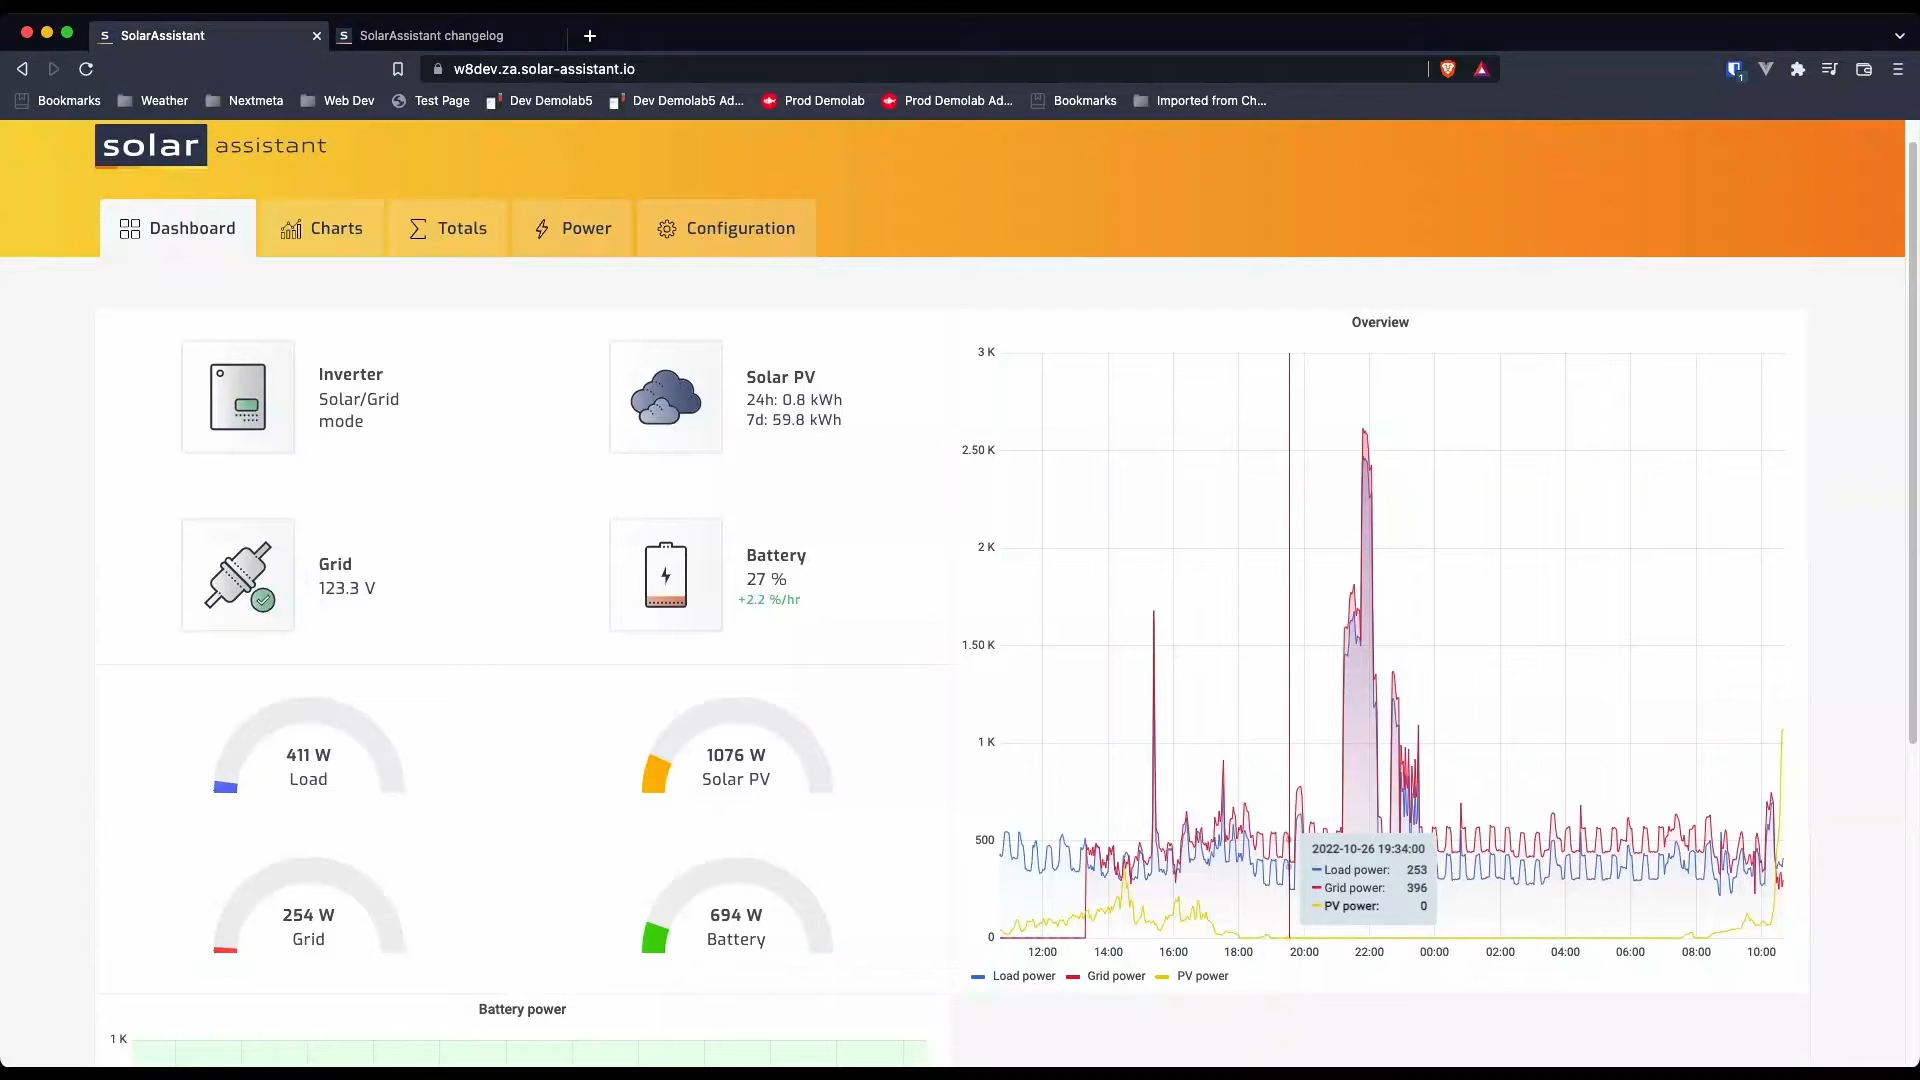 SolarAssistant
SolarAssistant changelog
w8dev.za.solar-assistant.io
1
Bookmarks
Weather
Nextmeta
Web Dev
Test Page
Dev Demolab5
Dev Demolab5 Ad...
Prod Demolab
Prod Demolab Ad...
Bookmarks
Imported from Ch...
solar assistant
Dashboard
Charts
Totals
Power
Configuration
Inverter
Solar/Grid
mode
Solar PV
24h: 0.8 kWh
7d: 59.8 kWh
Grid
123.3 V
Battery
27 %
+2.2 %/hr
411 W
Load
1076 W
Solar PV
254 W
Grid
694 W
Battery
Battery power
1 K
Overview
3 K
2.50 K
2 K
1.50 K
1 K
500
0
2022-10-26 19:34:00
Load power: 253
Grid power: 396
PV power: 0
12:00 14:00 16:00 18:00 20:00 22:00 00:00 02:00 04:00 06:00 08:00 10:00
Load power Grid power PV power